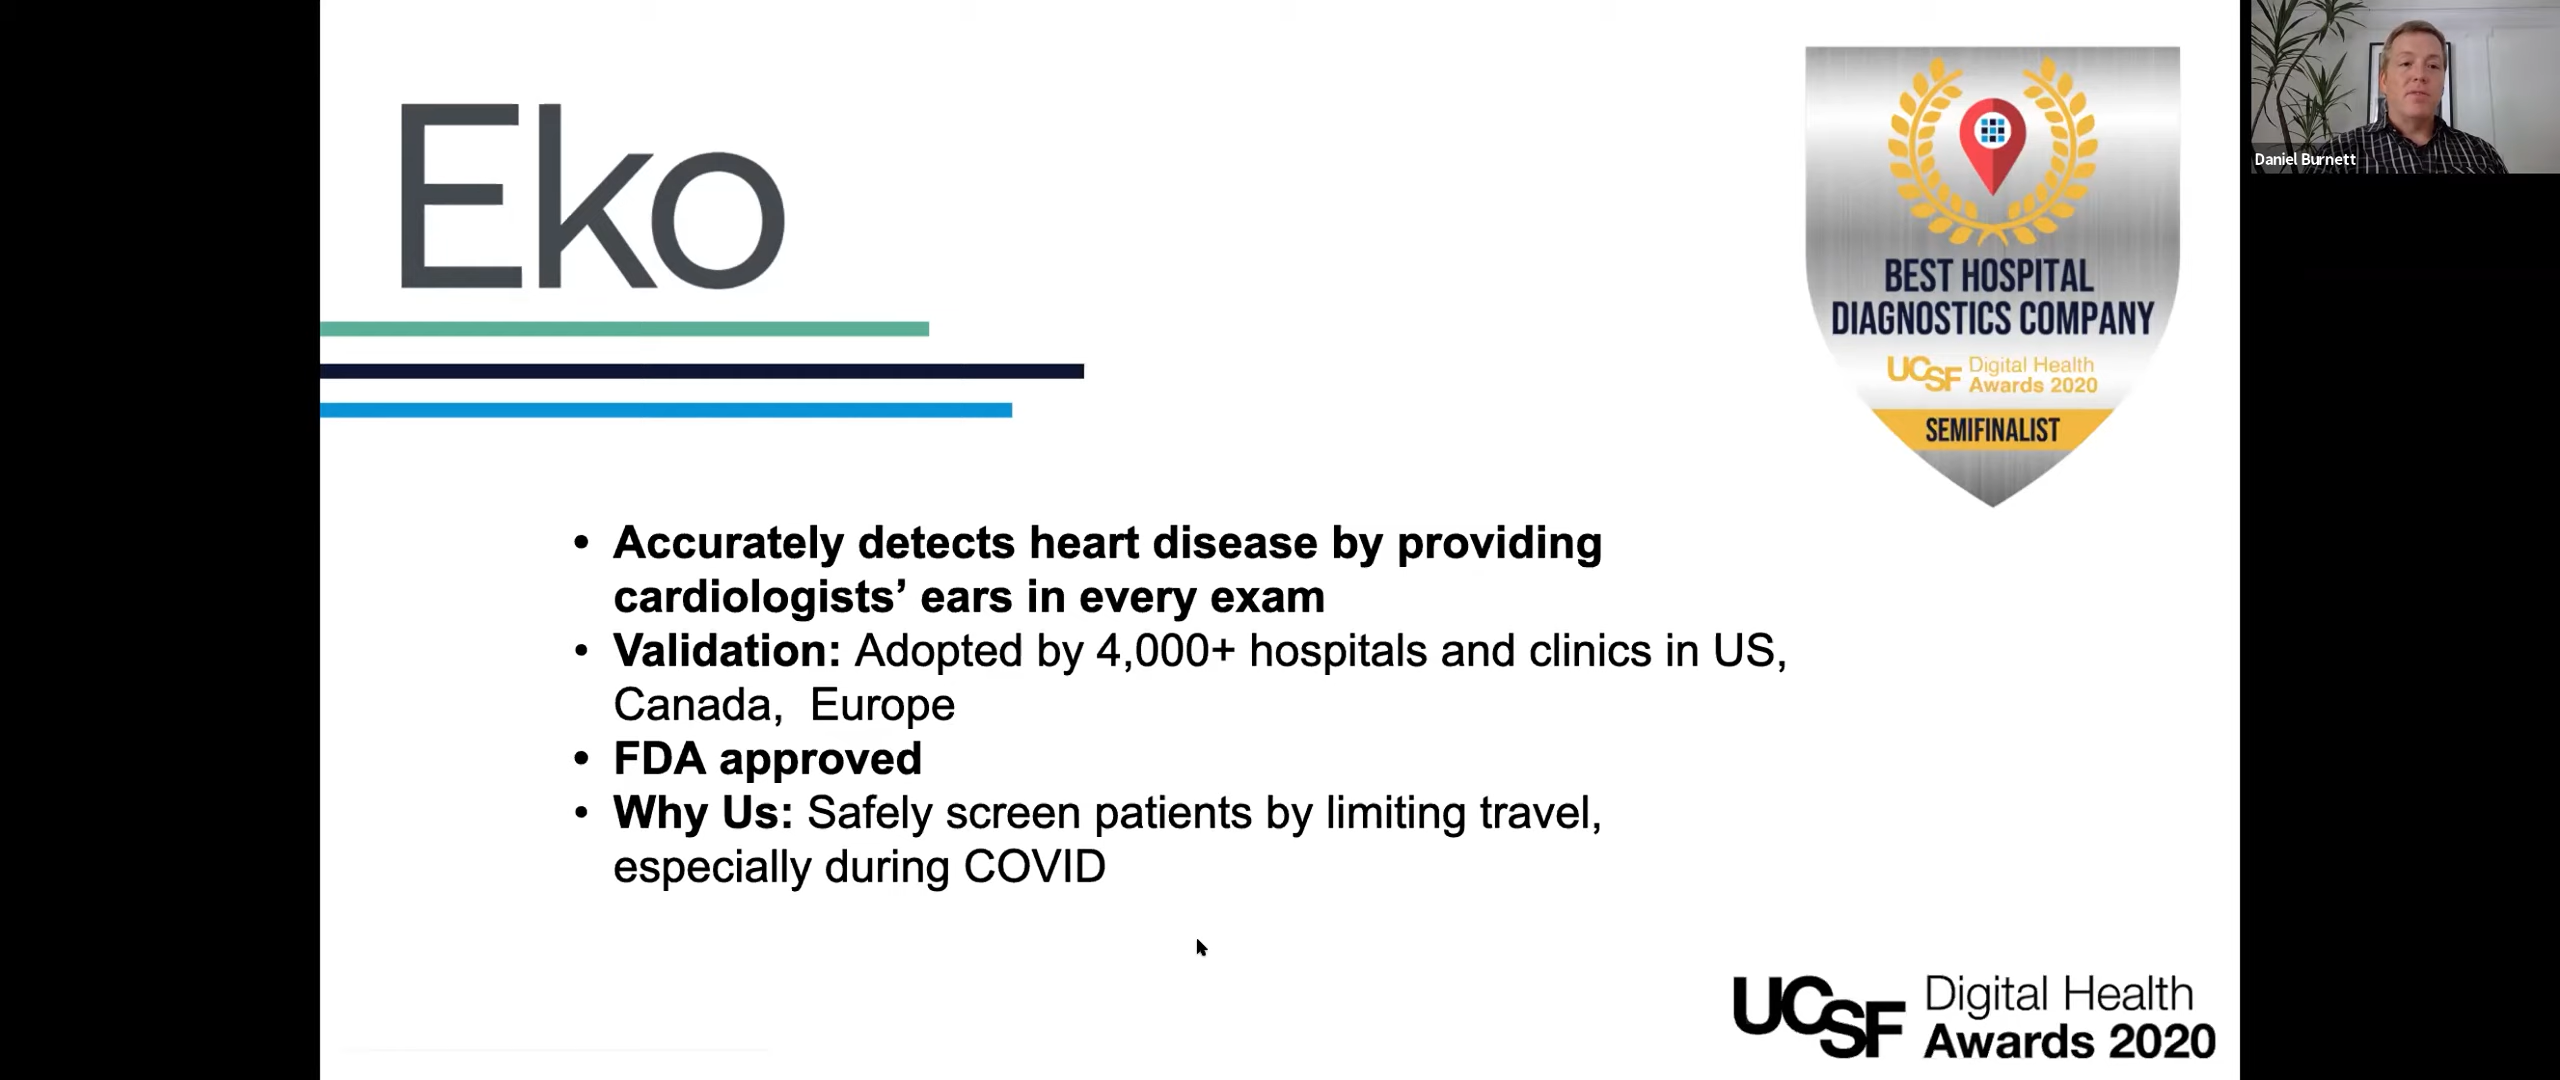 Eko
BEST HOSPITAL
DIAGNOSTICS COMPANY
UCSF Digital Health
Awards 2020
SEMIFINALIST
Daniel Burnett
• Accurately detects heart disease by providing
cardiologists’ ears in every exam
• Validation: Adopted by 4,000+ hospitals and clinics in US,
Canada,  Europe
• FDA approved
• Why Us: Safely screen patients by limiting travel,
especially during COVID
UCSF Digital Health
Awards 2020